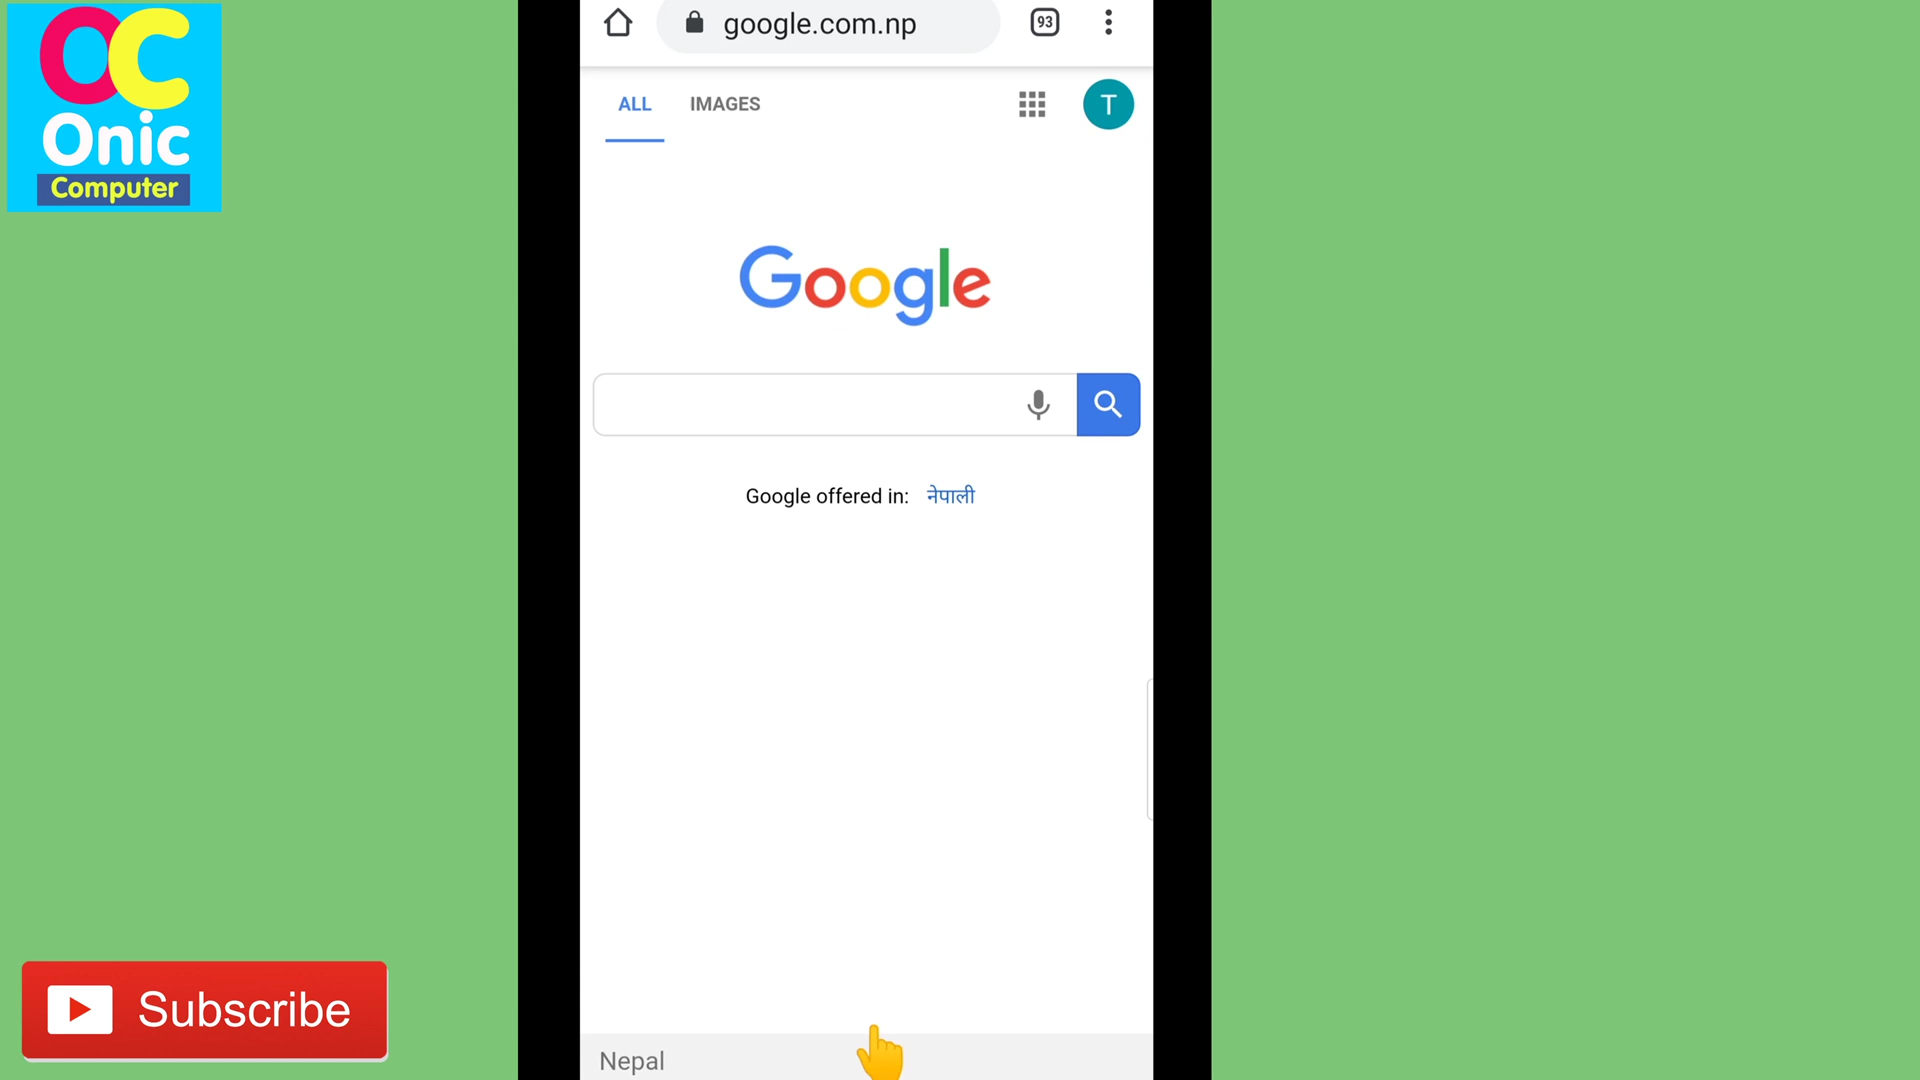 OC
Onic
Computer
google.com.np
93
ALL IMAGES
T
Google
Google offered in: नेपाली
Nepal
Subscribe